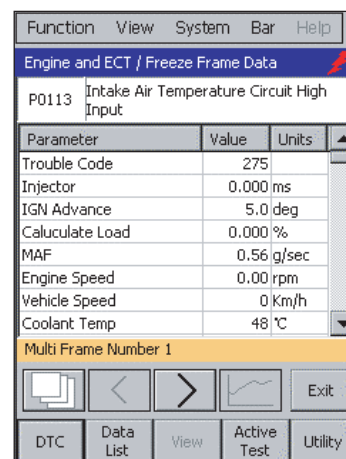 Function View System Bar Help
Engine and ECT / Freeze Frame Data
P0113 Intake Air Temperature Circuit High
Input
Parameter Value Units
Trouble Code 275
Injector 0.000 ms
IGN Advance 5.0 deg
Caluculate Load 0.000 %
MAF 0.56 g/sec
Engine Speed 0.00 rpm
Vehicle Speed 0 Km/h
Coolant Temp 48 °C
Multi Frame Number 1
Exit
DTC Data List View Active Test Utility